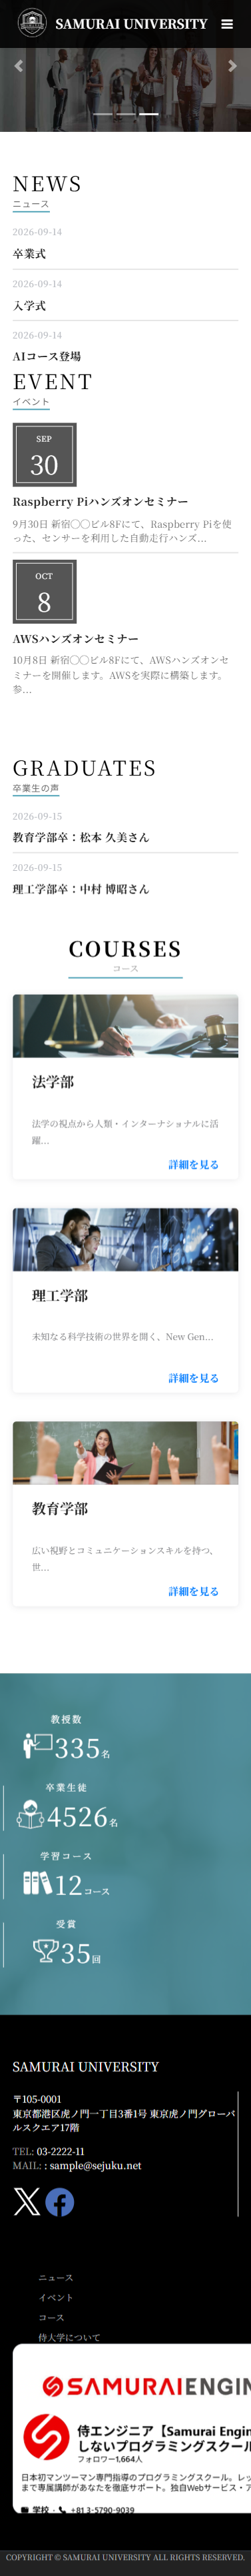 SAMURAI UNIVERSITY
NEWS
ニュース
2026-09-14
卒業式
2026-09-14
入学式
2026-09-14
AIコース登場
EVENT
イベント
SEP
30
Raspberry Piハンズオンセミナー
9月30日 新宿◯◯ビル8Fにて、Raspberry Piを使
った、センサーを利用した自動走行ハンズ...
OCT
8
AWSハンズオンセミナー
10月8日 新宿◯◯ビル8Fにて、AWSハンズオンセ
ミナーを開催します。AWSを実際に構築します。
参...
GRADUATES
卒業生の声
2026-09-15
教育学部卒：松本 久美さん
2026-09-15
理工学部卒：中村 博昭さん
COURSES
コース
法学部
法学の視点から人類・インターナショナルに活
躍...
詳細を見る
理工学部
未知なる科学技術の世界を開く、New Gen...
詳細を見る
教育学部
広い視野とコミュニケーションスキルを持つ、
世...
詳細を見る
教授数
335名
卒業生徒
4526名
学習コース
12コース
受賞
35回
SAMURAI UNIVERSITY
〒105-0001
東京都港区虎ノ門一丁目3番1号 東京虎ノ門グローバ
ルスクエア17階
TEL: 03-2222-11
MAIL: : sample@sejuku.net
ニュース
イベント
コース
侍大学について
SAMURAIENGIN
侍エンジニア【Samurai Engin
しないプログラミングスクール
フォロワー1,664人
日本初マンツーマン専門指導のプログラミングスクール。レッ
まで専属講師があなたを徹底サポート。独自Webサービス・ア
学校 · +81 3-5790-9039
COPYRIGHT © SAMURAI UNIVERSITY ALL RIGHTS RESERVED.